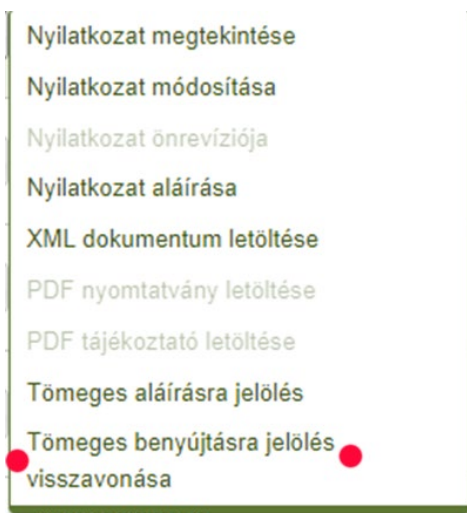 Nyilatkozat megtekintése
Nyilatkozat módosítása
Nyilatkozat önrevíziója
Nyilatkozat aláírása
XML dokumentum letöltése
PDF nyomtatvány letöltése
PDF tájékoztató letöltése
Tömeges aláírásra jelölés
Tömeges benyújtásra jelölés
visszavonása